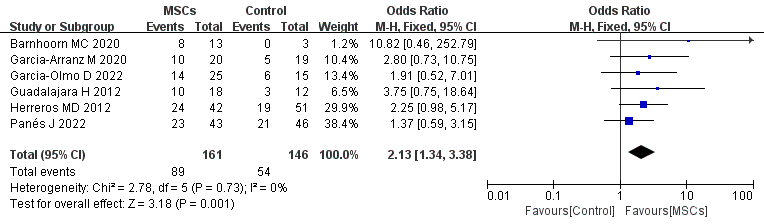 MSCs Control Odds Ratio Odds Ratio
Study or Subgroup Events Total Events Total Weight M-H, Fixed, 95% CI M-H, Fixed, 95% CI
Barnhoorn MC 2020 8 13 0 3 1.2% 10.82 [0.46, 252.79]
Garcia-Arranz M 2020 10 20 5 19 10.4% 2.80 [0.73, 10.75]
Garcia-Olmo D 2022 14 25 6 15 13.6% 1.91 [0.52, 7.01]
Guadalajara H 2012 10 18 3 12 6.5% 3.75 [0.75, 18.64]
Herreros MD 2012 24 42 19 51 29.9% 2.25 [0.98, 5.17]
Panés J 2022 23 43 21 46 38.4% 1.37 [0.59, 3.15]
Total (95% CI) 161 146 100.0% 2.13 [1.34, 3.38]
Total events 89 54
Heterogeneity: Chi² = 2.78, df = 5 (P = 0.73); I² = 0%
Test for overall effect: Z = 3.18 (P = 0.001)
0.01 0.1 1 10 100
Favours[Control] Favours[MSCs]